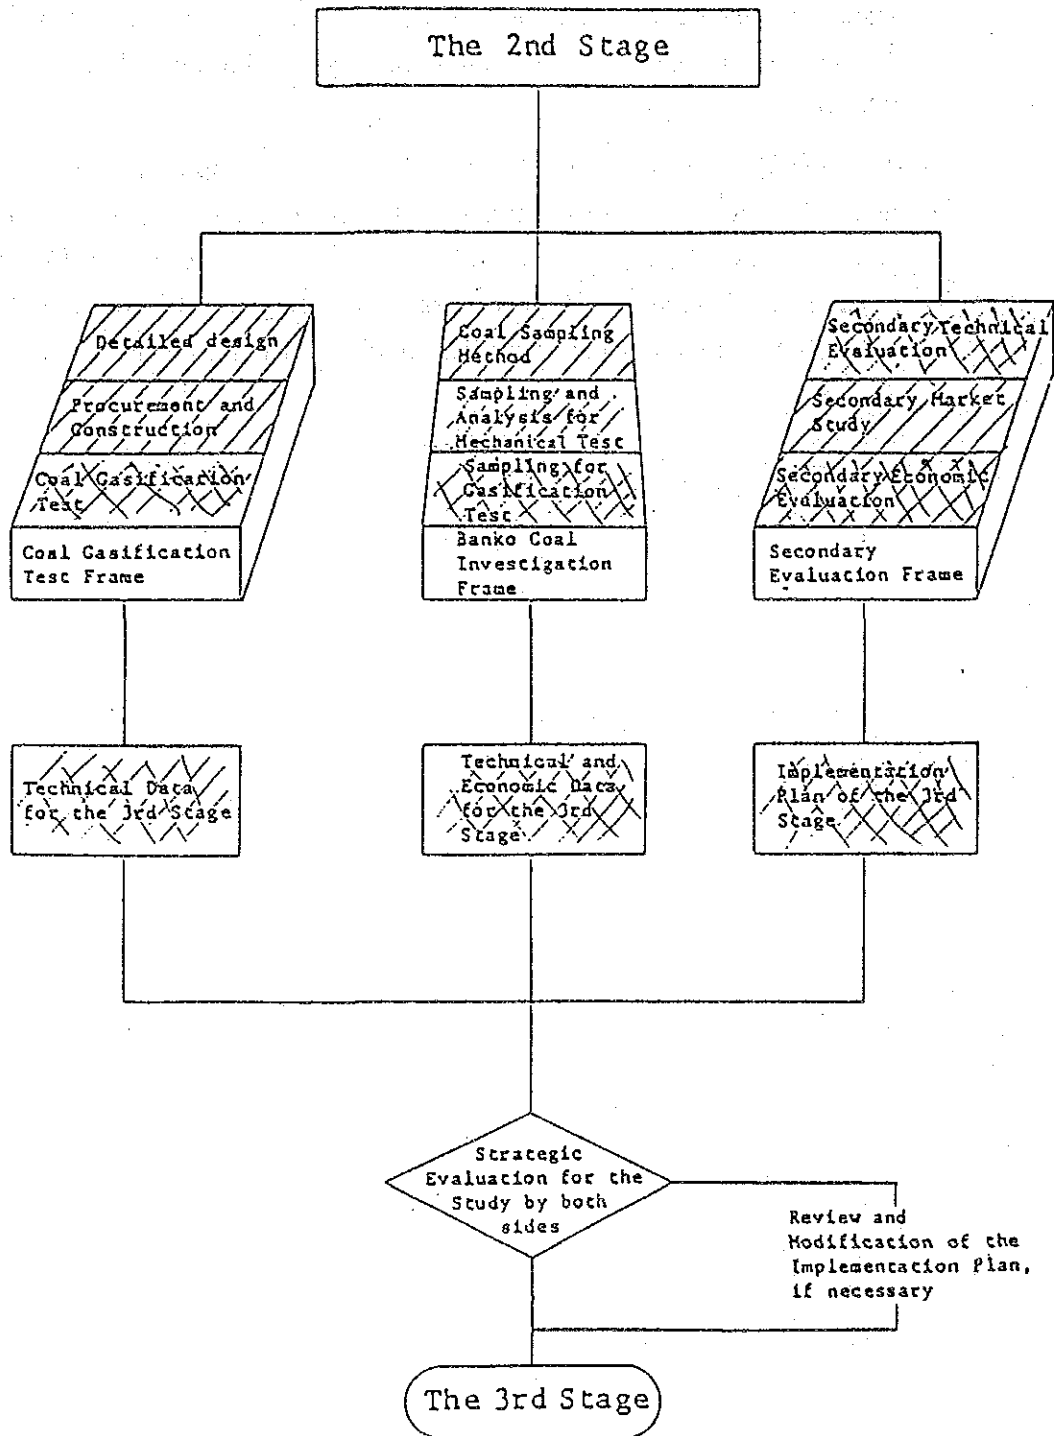 The 2nd Stage
Detailed design
Procurement and
Construction
Coal Gasification
Test
Coal Gasification
Test Frame
Coal Sampling
Method
Sampling and
Analysis for
Mechanical Test
Sampling for
Gasification
Test
Banko Coal
Investigation
Frame
Secondary Technical
Evaluation
Secondary Market
Study
Secondary Economic
Evaluation
Secondary
Evaluation Frame
Technical Data
for the 3rd Stage
Technical and
Economic Data
for the 3rd
Stage
Implementation
Plan of the 3rd
Stage
Strategic
Evaluation for the
Study by both
sides
Review and
Modification of the
Implementation Plan,
if necessary
The 3rd Stage